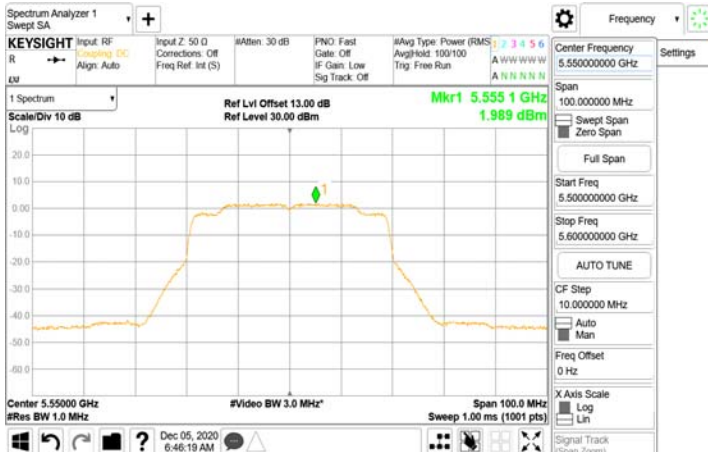 Spectrum Analyzer 1
Swept SA
Frequency
KEYSIGHT
R
LXI
Input: RF
Coupling: DC
Align: Auto
Input Z: 50 Ω
Corrections: Off
Freq Ref: Int (S)
#Atten: 30 dB
PNO: Fast
Gate: Off
IF Gain: Low
Sig Track: Off
#Avg Type: Power (RMS
Avg|Hold: 100/100
Trig: Free Run
1 2 3 4 5 6
A W W W W W
A N N N N N
1 Spectrum
Scale/Div 10 dB
Log
Ref Lvl Offset 13.00 dB
Ref Level 30.00 dBm
Mkr1 5.555 1 GHz
1.989 dBm
1
20.0
10.0
0.00
-10.0
-20.0
-30.0
-40.0
-50.0
-60.0
Center 5.55000 GHz
#Res BW 1.0 MHz
#Video BW 3.0 MHz*
Span 100.0 MHz
Sweep 1.00 ms (1001 pts)
Dec 05, 2020
6:46:19 AM
Center Frequency
5.550000000 GHz
Span
100.000000 MHz
Swept Span
Zero Span
Full Span
Start Freq
5.500000000 GHz
Stop Freq
5.600000000 GHz
AUTO TUNE
CF Step
10.000000 MHz
Auto
Man
Freq Offset
0 Hz
X Axis Scale
Log
Lin
Signal Track
(Span Zoom)
Settings